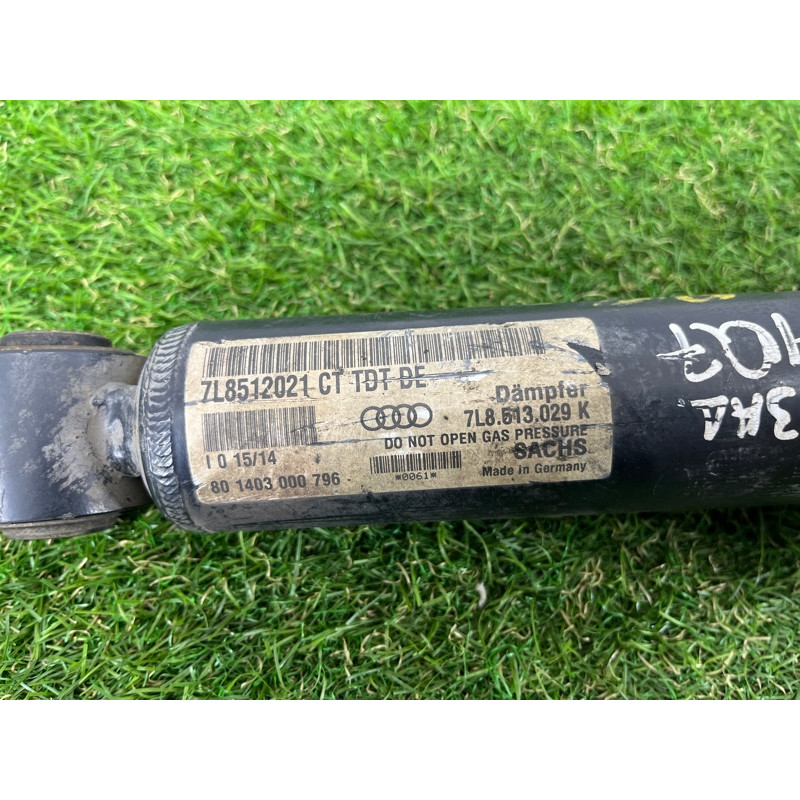 7L8512021 CT TDT DE
Dämpfer
7L8.513.029 K
DO NOT OPEN GAS PRESSURE
SACHS
I 0 15/14
80 1403 000 796
*0061*
Made in Germany